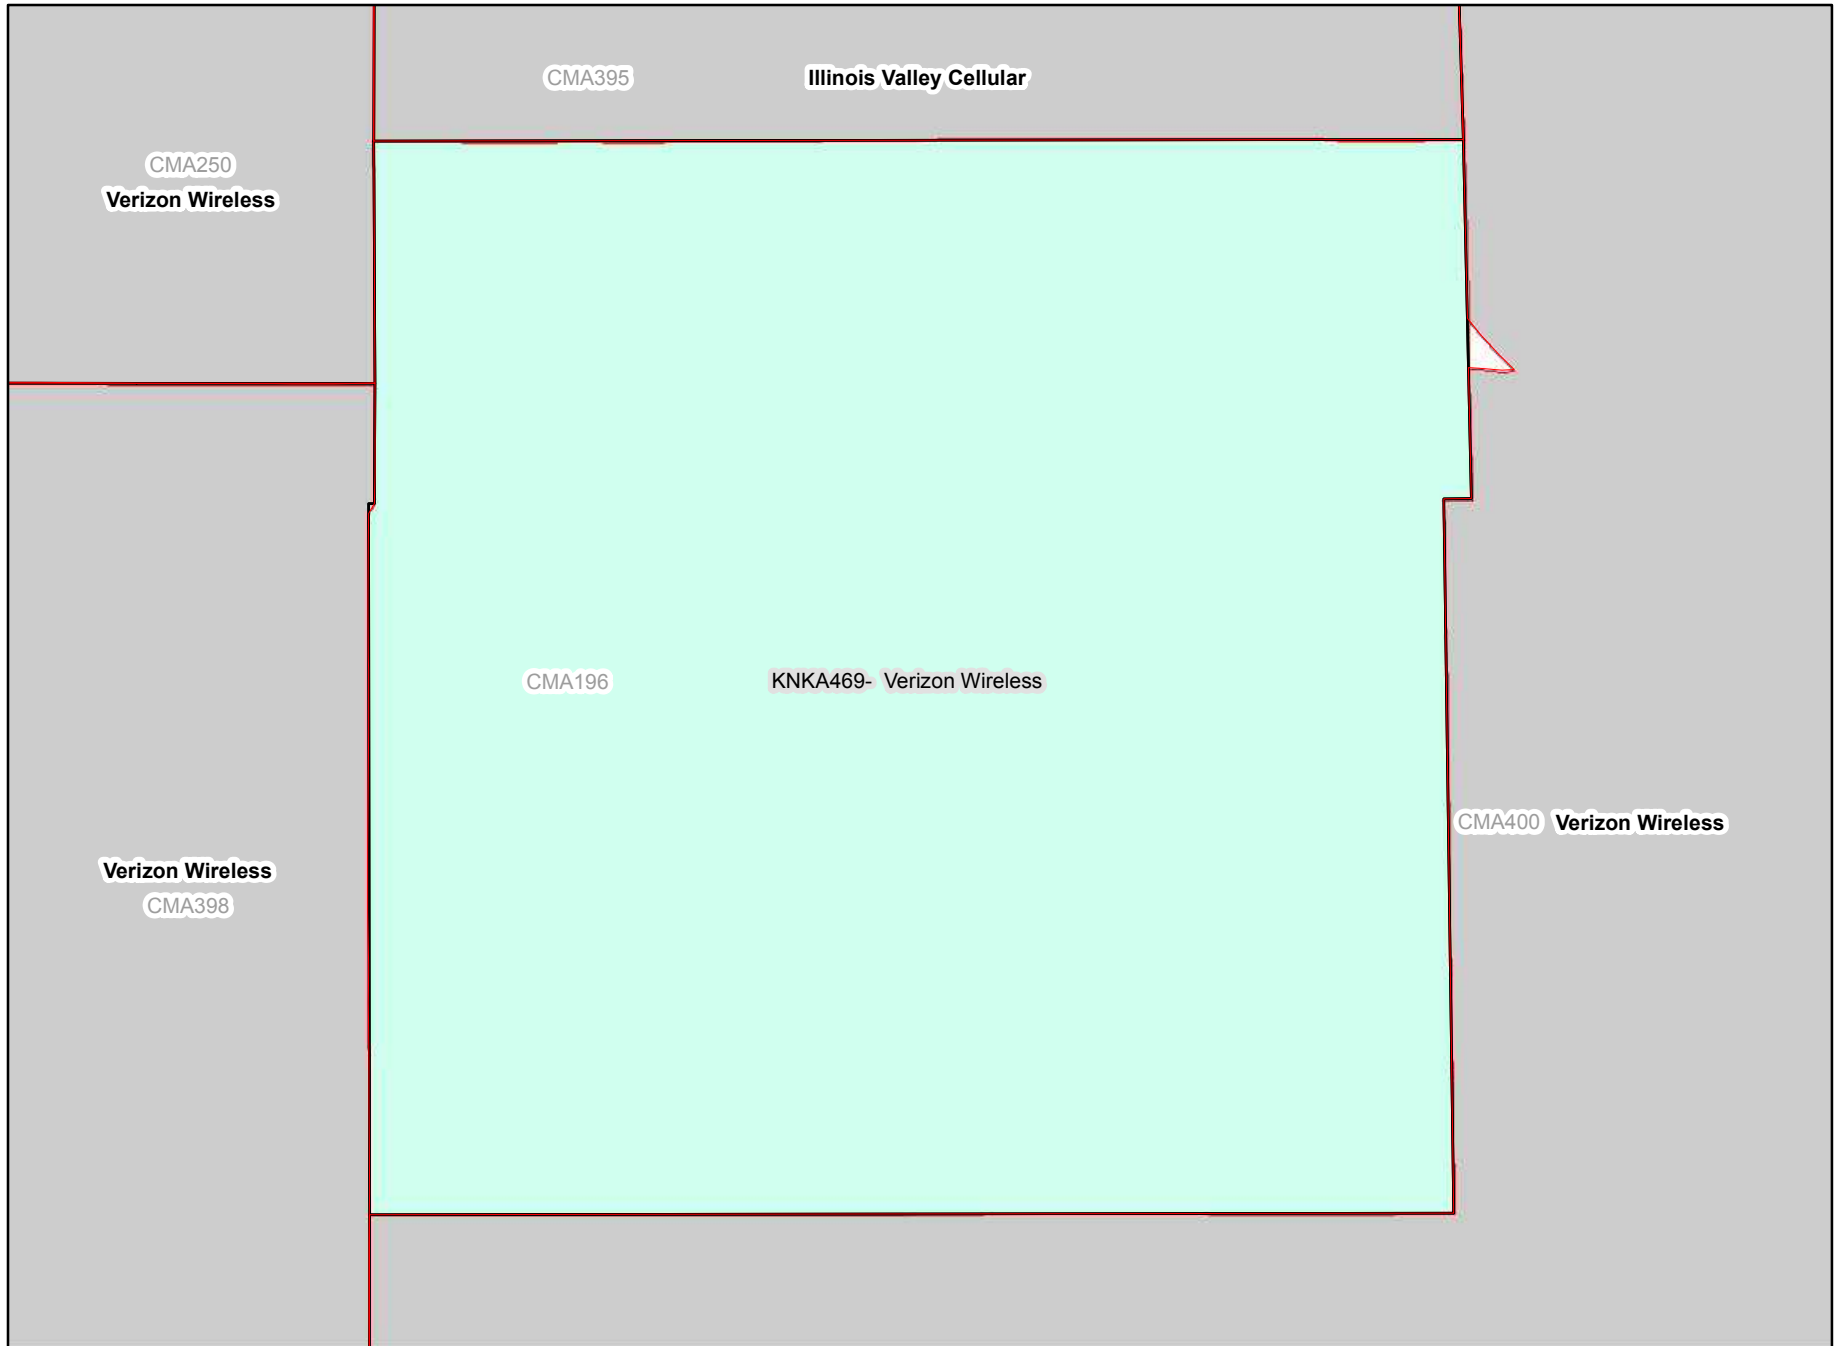 CMA395 Illinois Valley Cellular
CMA250
Verizon Wireless
CMA196 KNKA469- Verizon Wireless
CMA400 Verizon Wireless
Verizon Wireless
CMA398